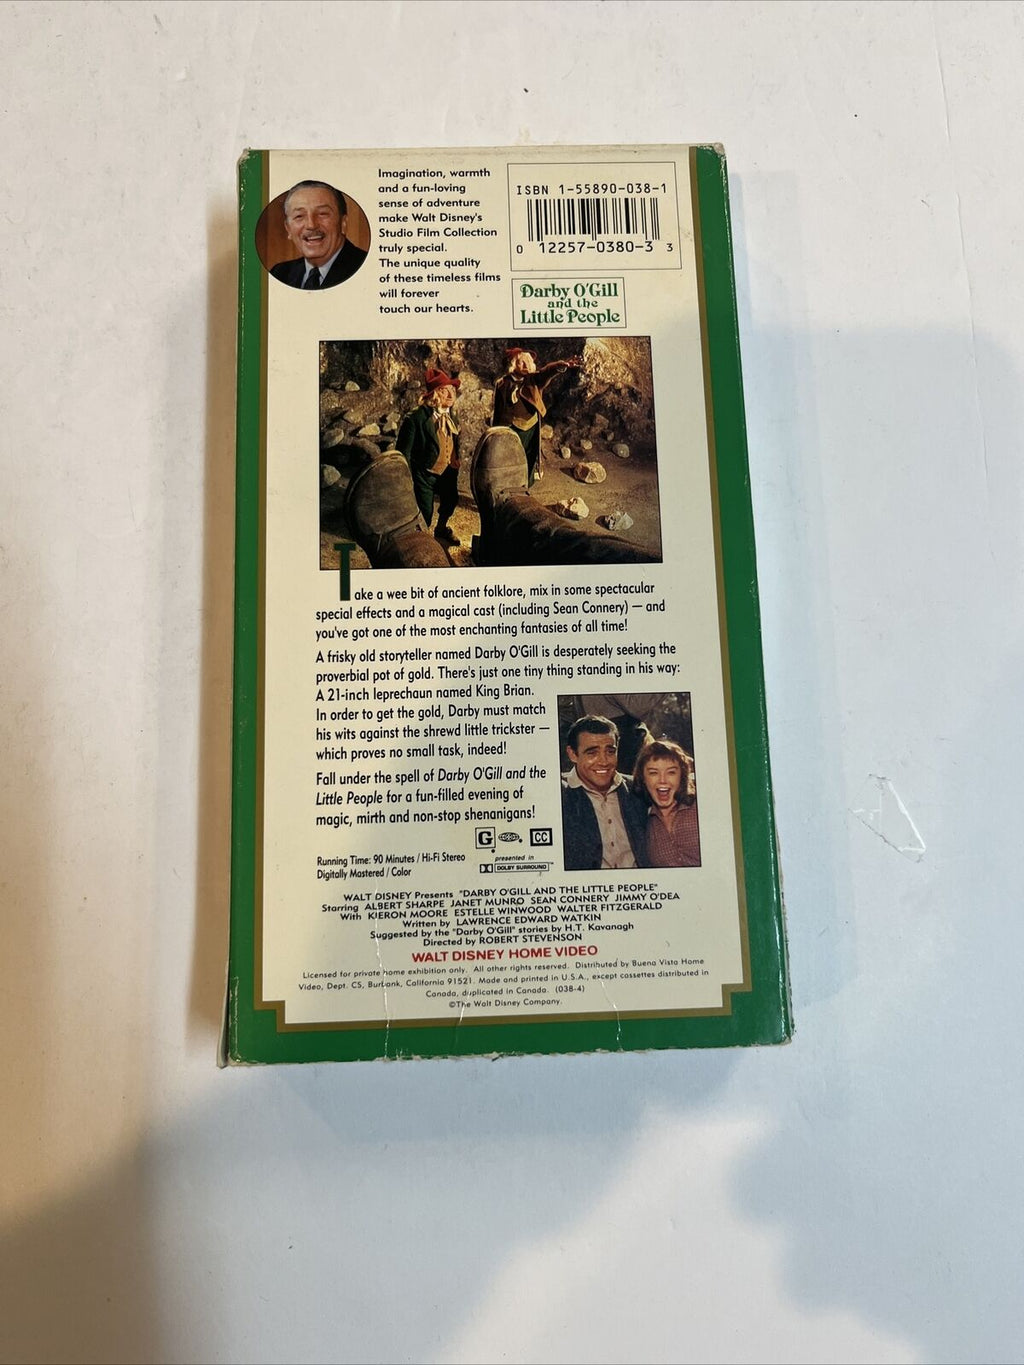 Imagination, warmth
and a fun-loving
sense of adventure
make Walt Disney's
Studio Film Collection
truly special.
The unique quality
of these timeless films
will forever
touch our hearts.
ISBN 1-55890-038-1
0 12257-0380-3 3
Darby O'Gill
and the
Little People
Take a wee bit of ancient folklore, mix in some spectacular
special effects and a magical cast (including Sean Connery) — and
you've got one of the most enchanting fantasies of all time!
A frisky old storyteller named Darby O'Gill is desperately seeking the
proverbial pot of gold. There's just one tiny thing standing in his way:
A 21-inch leprechaun named King Brian.
In order to get the gold, Darby must match
his wits against the shrewd little trickster —
which proves no small task, indeed!
Fall under the spell of Darby O'Gill and the
Little People for a fun-filled evening of
magic, mirth and non-stop shenanigans!
G CC
Running Time: 90 Minutes / Hi-Fi Stereo
Digitally Mastered / Color
presented in
DOLBY SURROUND
WALT DISNEY Presents "DARBY O'GILL AND THE LITTLE PEOPLE"
Starring ALBERT SHARPE JANET MUNRO SEAN CONNERY JIMMY O'DEA
With KIERON MOORE ESTELLE WINWOOD WALTER FITZGERALD
Written by LAWRENCE EDWARD WATKIN
Suggested by the "Darby O'Gill" stories by H.T. Kavanagh
Directed by ROBERT STEVENSON
WALT DISNEY HOME VIDEO
Licensed for private home exhibition only. All other rights reserved. Distributed by Buena Vista Home
Video, Dept. CS, Burbank, California 91521. Made and printed in U.S.A., except cassettes distributed in
Canada, duplicated in Canada. (038-4)
©The Walt Disney Company.